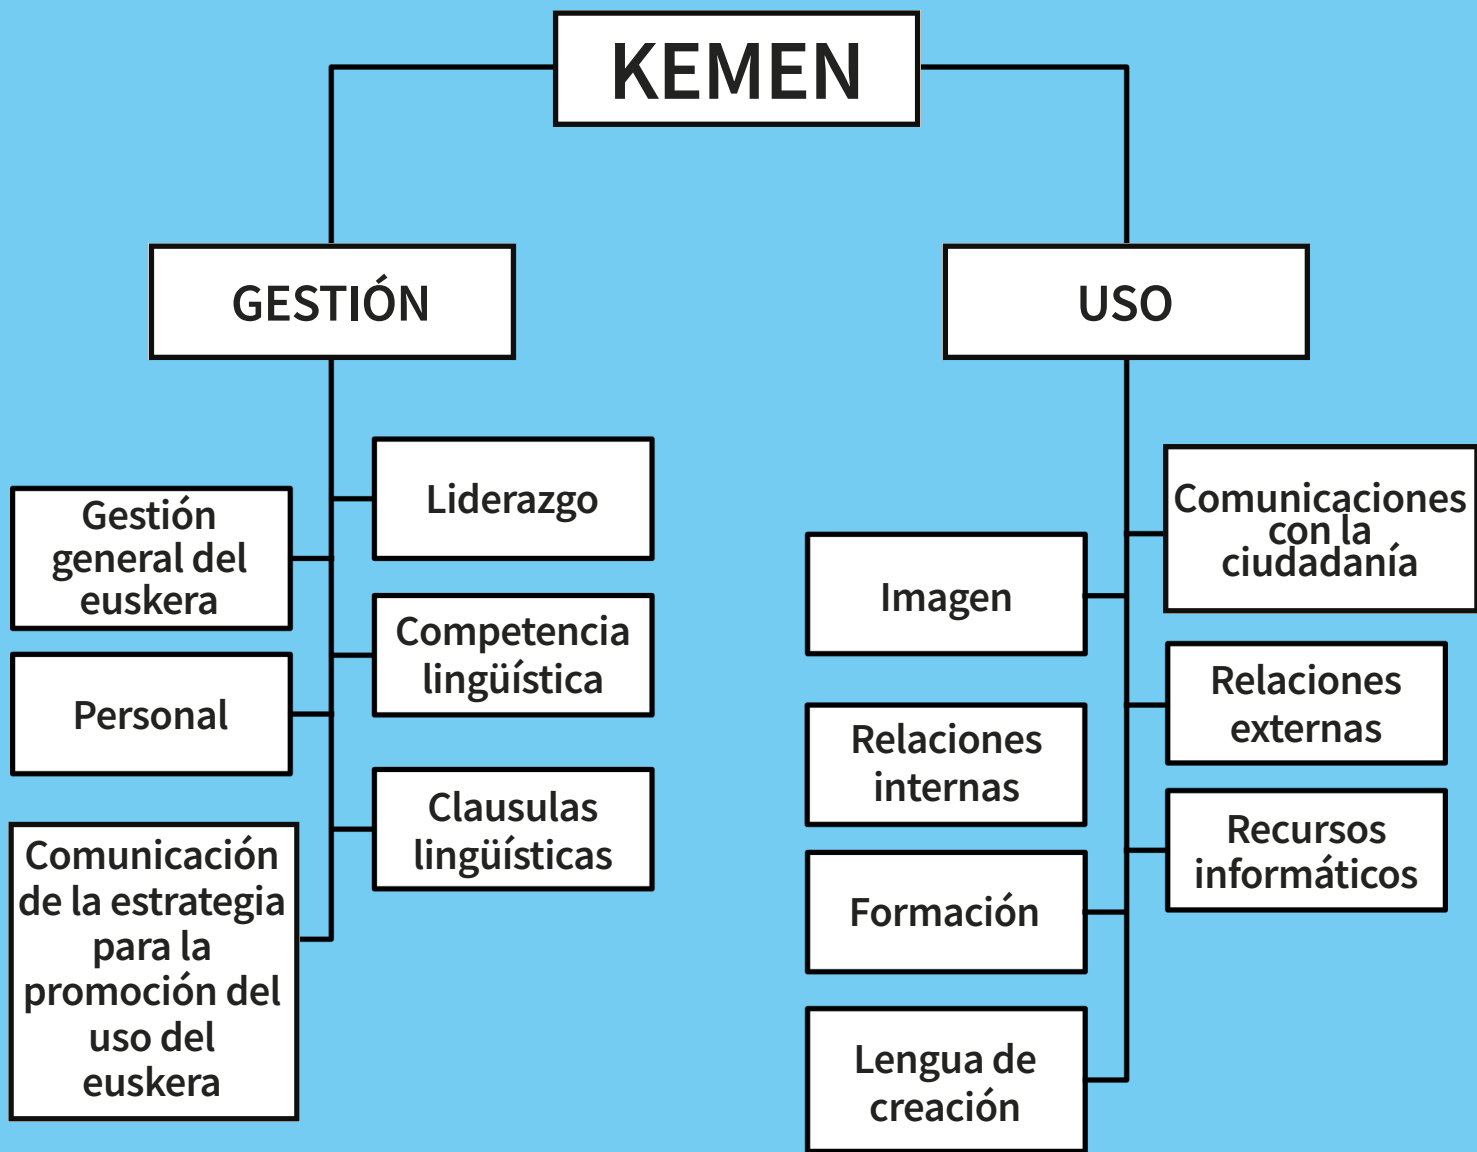 KEMEN
GESTIÓN
USO
Liderazgo
Gestión
general del
euskera
Competencia
lingüística
Personal
Clausulas
lingüísticas
Comunicación
de la estrategia
para la
promoción del
uso del
euskera
Comunicaciones
con la
ciudadanía
Imagen
Relaciones
externas
Relaciones
internas
Recursos
informáticos
Formación
Lengua de
creación